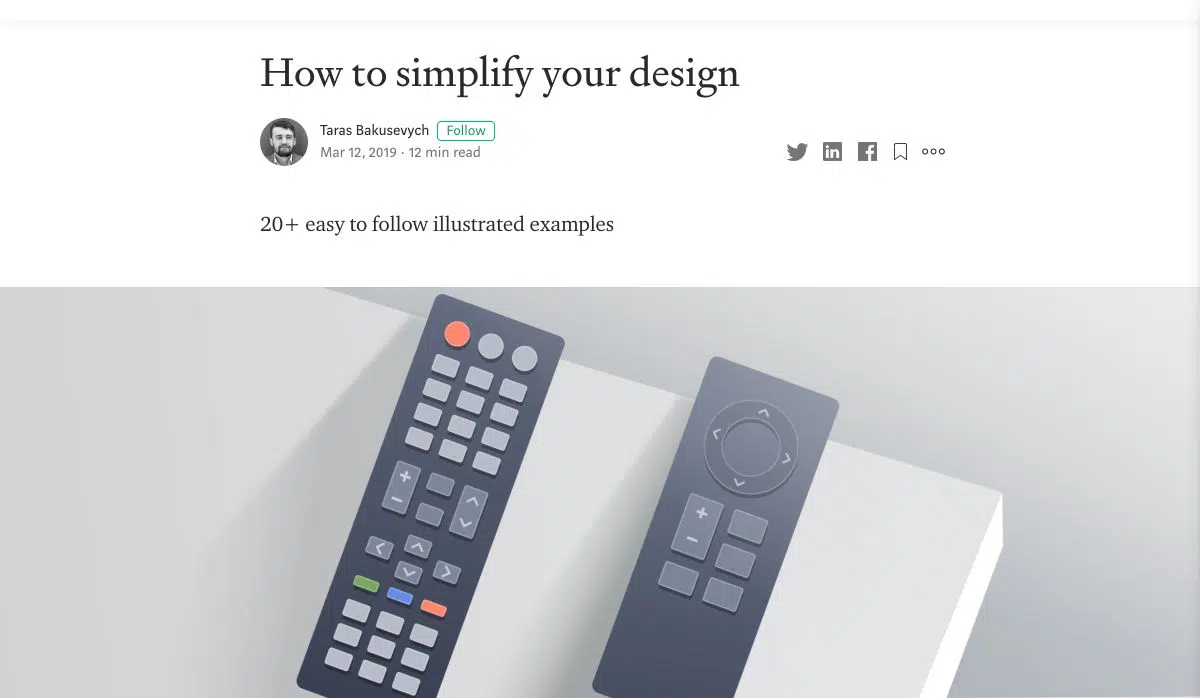 How to simplify your design
Taras Bakusevych Follow
Mar 12, 2019 · 12 min read
20+ easy to follow illustrated examples